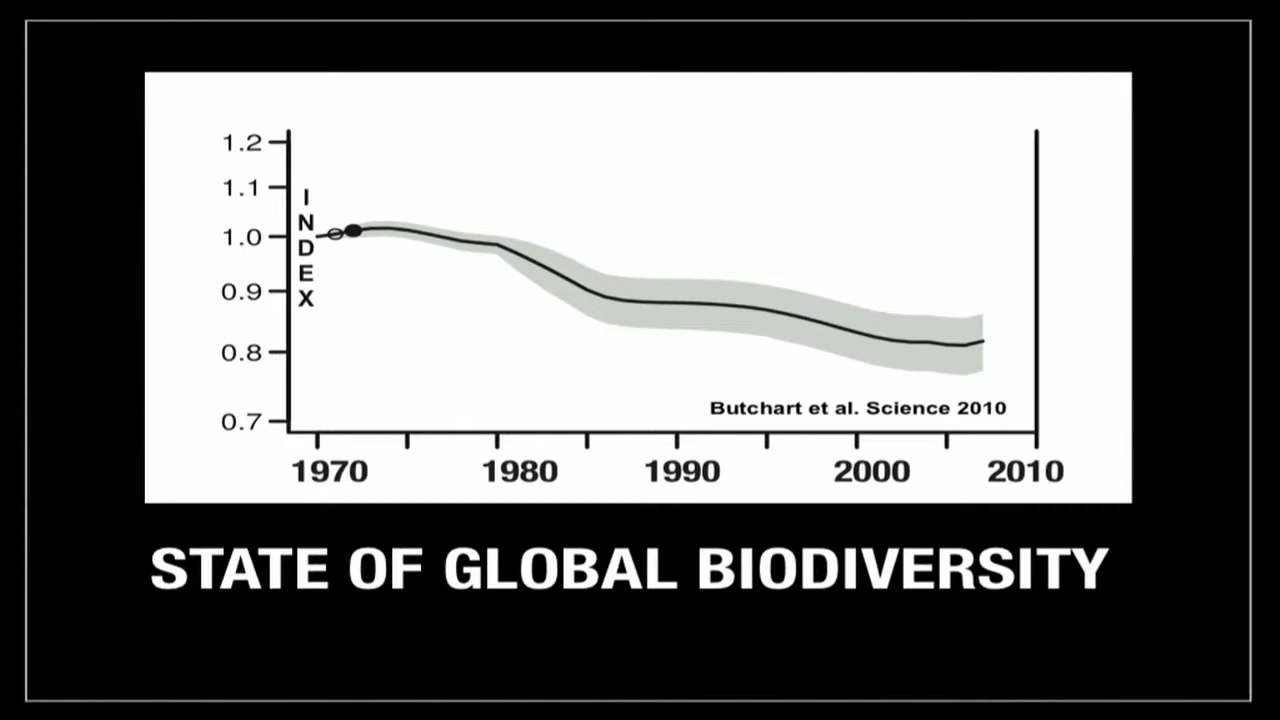 1.2
1.1
1.0
0.9
0.8
0.7
INDEX
Butchart et al. Science 2010
1970 1980 1990 2000 2010
STATE OF GLOBAL BIODIVERSITY